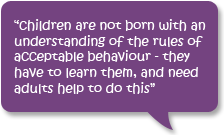 “Children are not born with an
understanding of the rules of
acceptable behaviour - they
have to learn them, and need
adults help to do this”